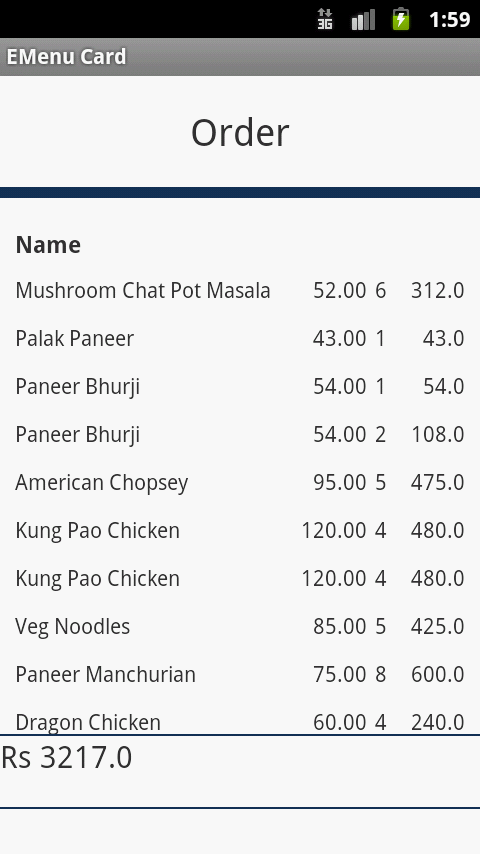 3G 1:59
EMenu Card
Order
Name
Mushroom Chat Pot Masala 52.00 6 312.0
Palak Paneer 43.00 1 43.0
Paneer Bhurji 54.00 1 54.0
Paneer Bhurji 54.00 2 108.0
American Chopsey 95.00 5 475.0
Kung Pao Chicken 120.00 4 480.0
Kung Pao Chicken 120.00 4 480.0
Veg Noodles 85.00 5 425.0
Paneer Manchurian 75.00 8 600.0
Dragon Chicken 60.00 4 240.0
Rs 3217.0